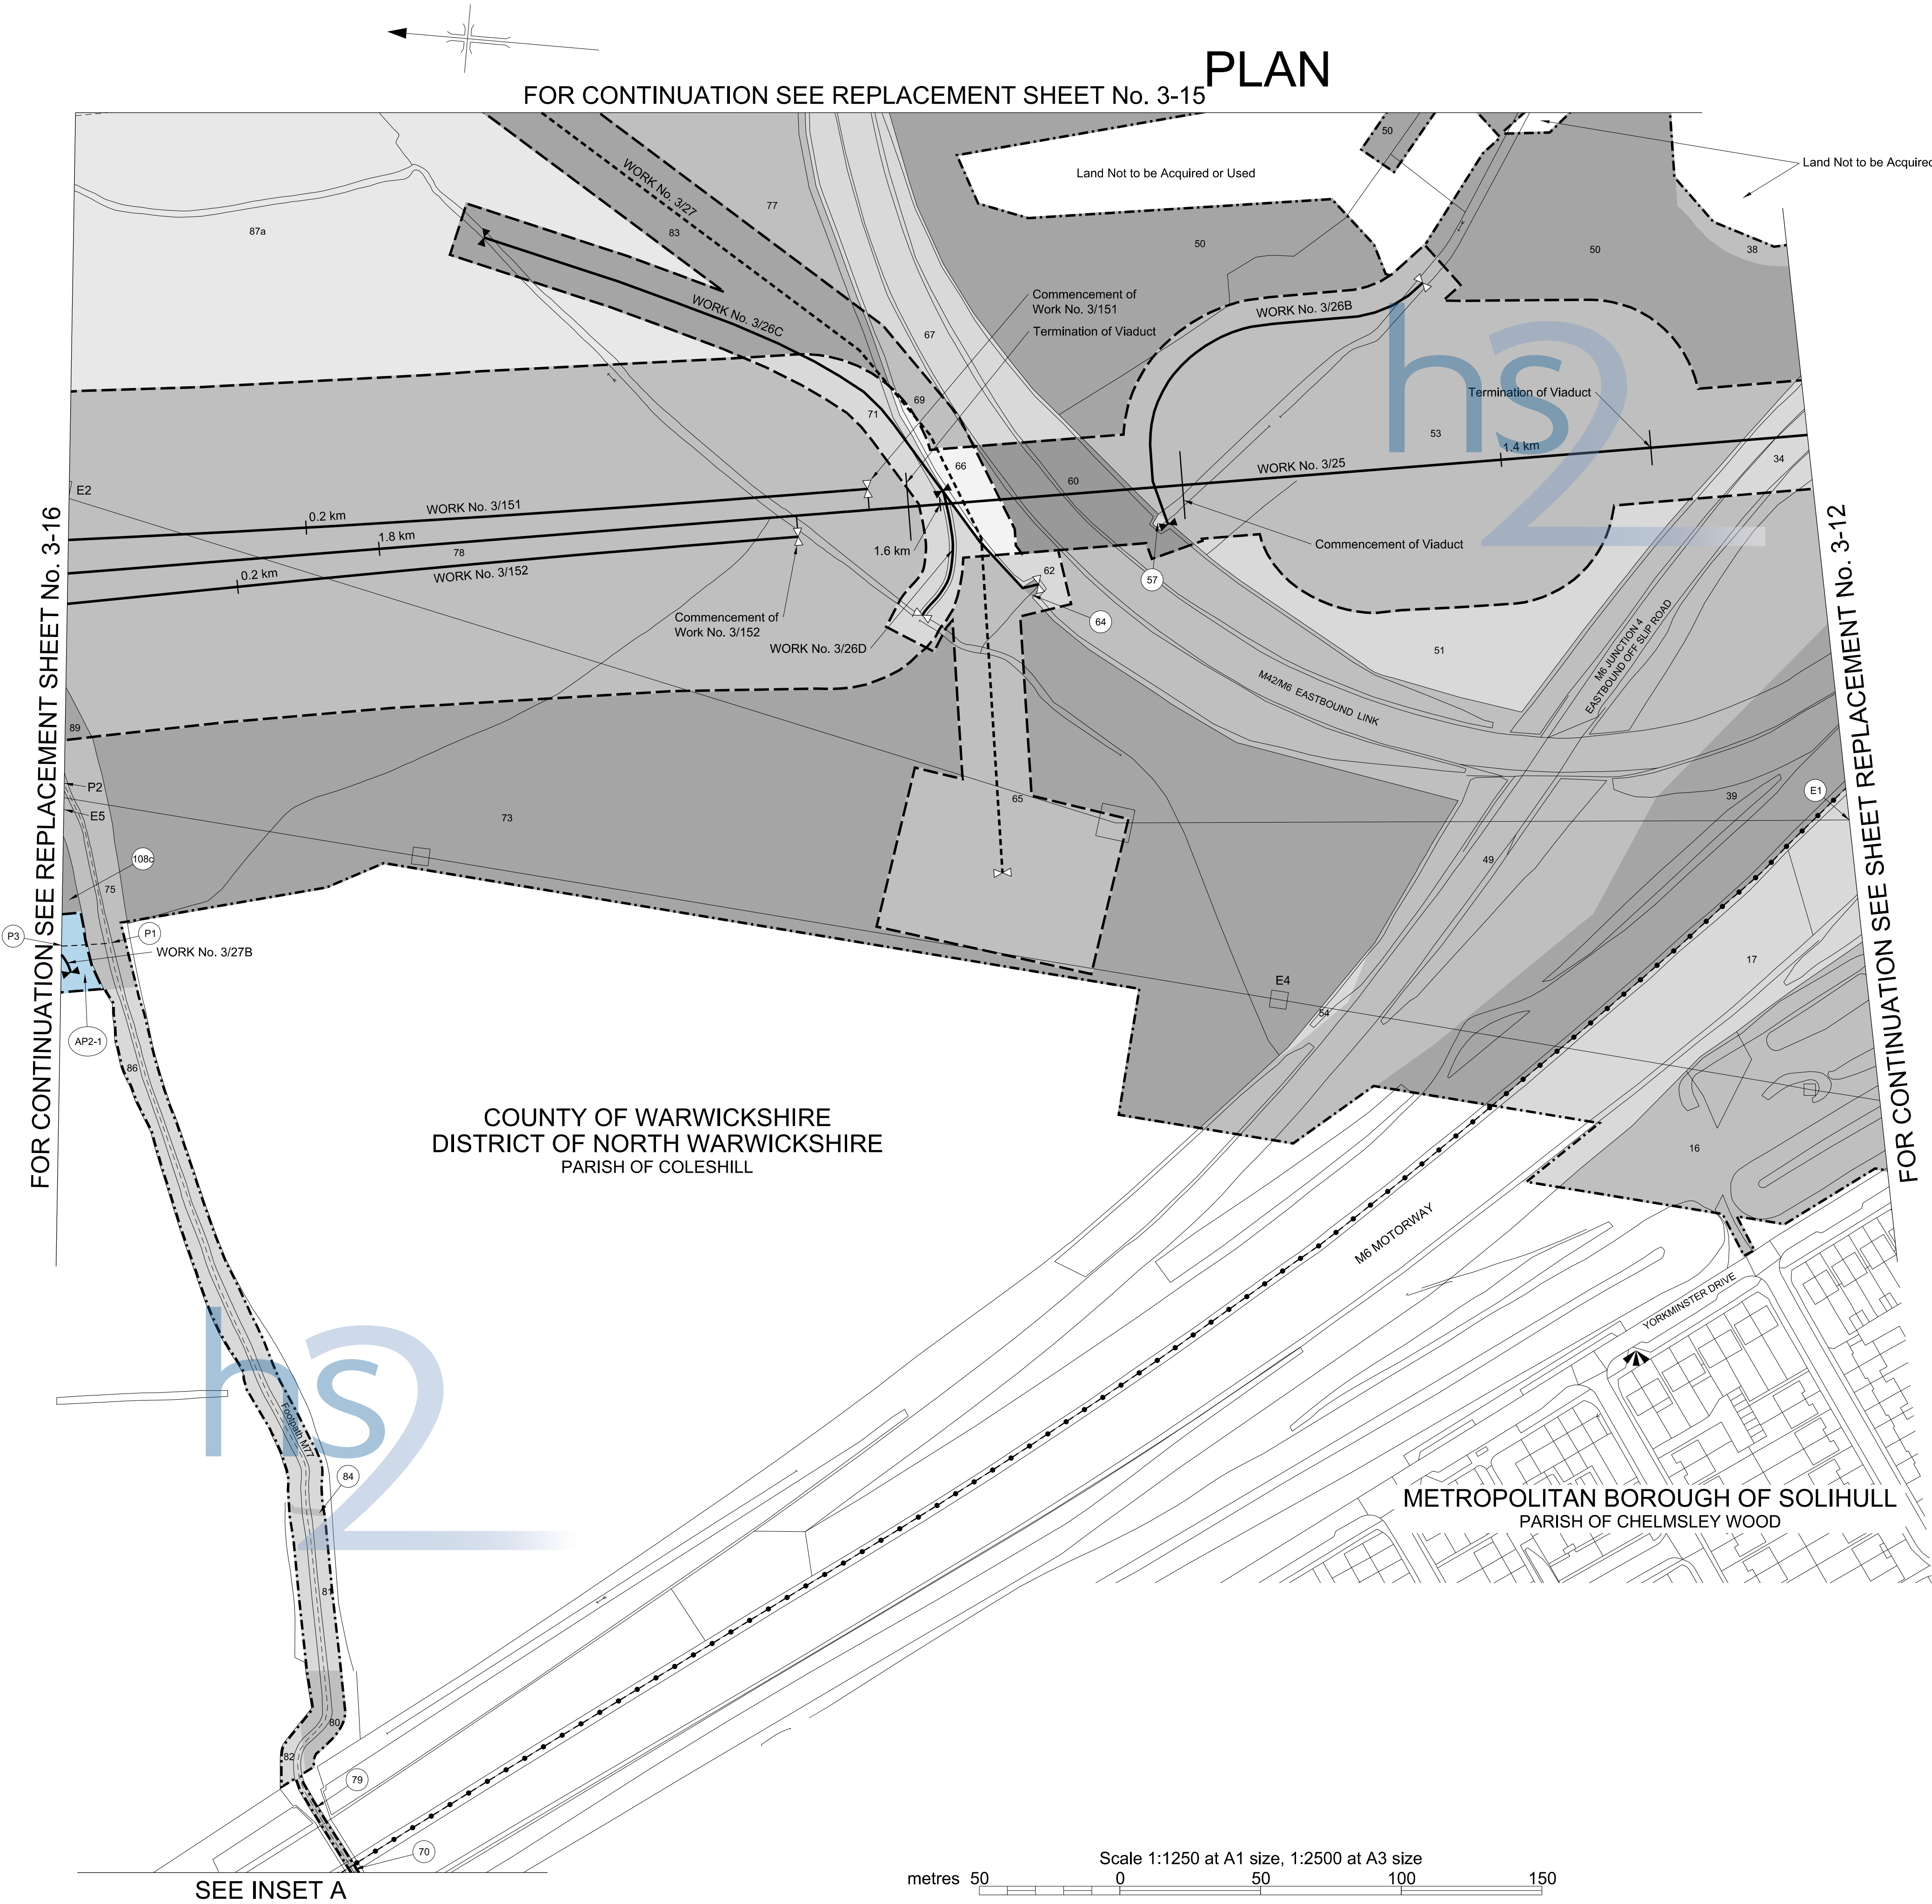 PLAN
FOR CONTINUATION SEE REPLACEMENT SHEET No. 3-15
Land Not to be Acquired or Used
Land Not to be Acquired
50
50
50
38
87a
77
83
WORK No. 3/27
WORK No. 3/26C
Commencement of
Work No. 3/151
Termination of Viaduct
WORK No. 3/26B
67
69
71
66
60
53
34
Termination of Viaduct
1.4 km
WORK No. 3/25
hs2
E2
0.2 km
WORK No. 3/151
1.8 km
78
0.2 km
WORK No. 3/152
1.6 km
Commencement of
Work No. 3/152
WORK No. 3/26D
62
64
57
Commencement of Viaduct
51
M6 JUNCTION 4
EASTBOUND OFF SLIP ROAD
M42/M6 EASTBOUND LINK
FOR CONTINUATION SEE REPLACEMENT SHEET No. 3-16
FOR CONTINUATION SEE SHEET REPLACEMENT No. 3-12
89
P2
E5
73
65
39
E1
49
108c
75
P3
P1
WORK No. 3/27B
AP2-1
86
E4
54
17
16
COUNTY OF WARWICKSHIRE
DISTRICT OF NORTH WARWICKSHIRE
PARISH OF COLESHILL
M6 MOTORWAY
YORKMINSTER DRIVE
hs2
Footpath M77
84
81
METROPOLITAN BOROUGH OF SOLIHULL
PARISH OF CHELMSLEY WOOD
80
82
79
70
SEE INSET A
Scale 1:1250 at A1 size, 1:2500 at A3 size
metres 50 0 50 100 150